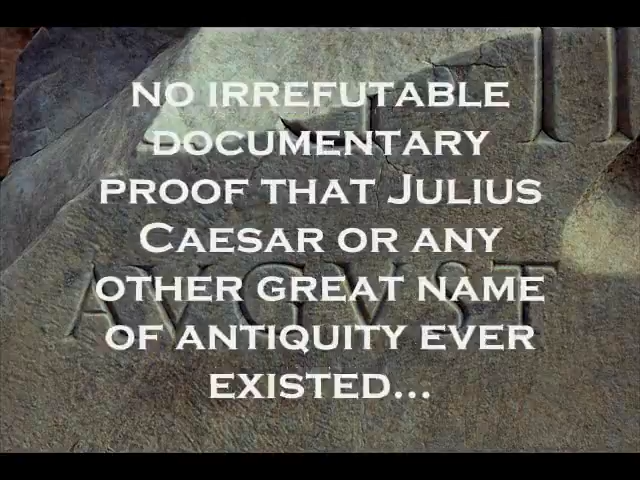 NO IRREFUTABLE
DOCUMENTARY
PROOF THAT JULIUS
CAESAR OR ANY
OTHER GREAT NAME
OF ANTIQUITY EVER
EXISTED...
AVGVST